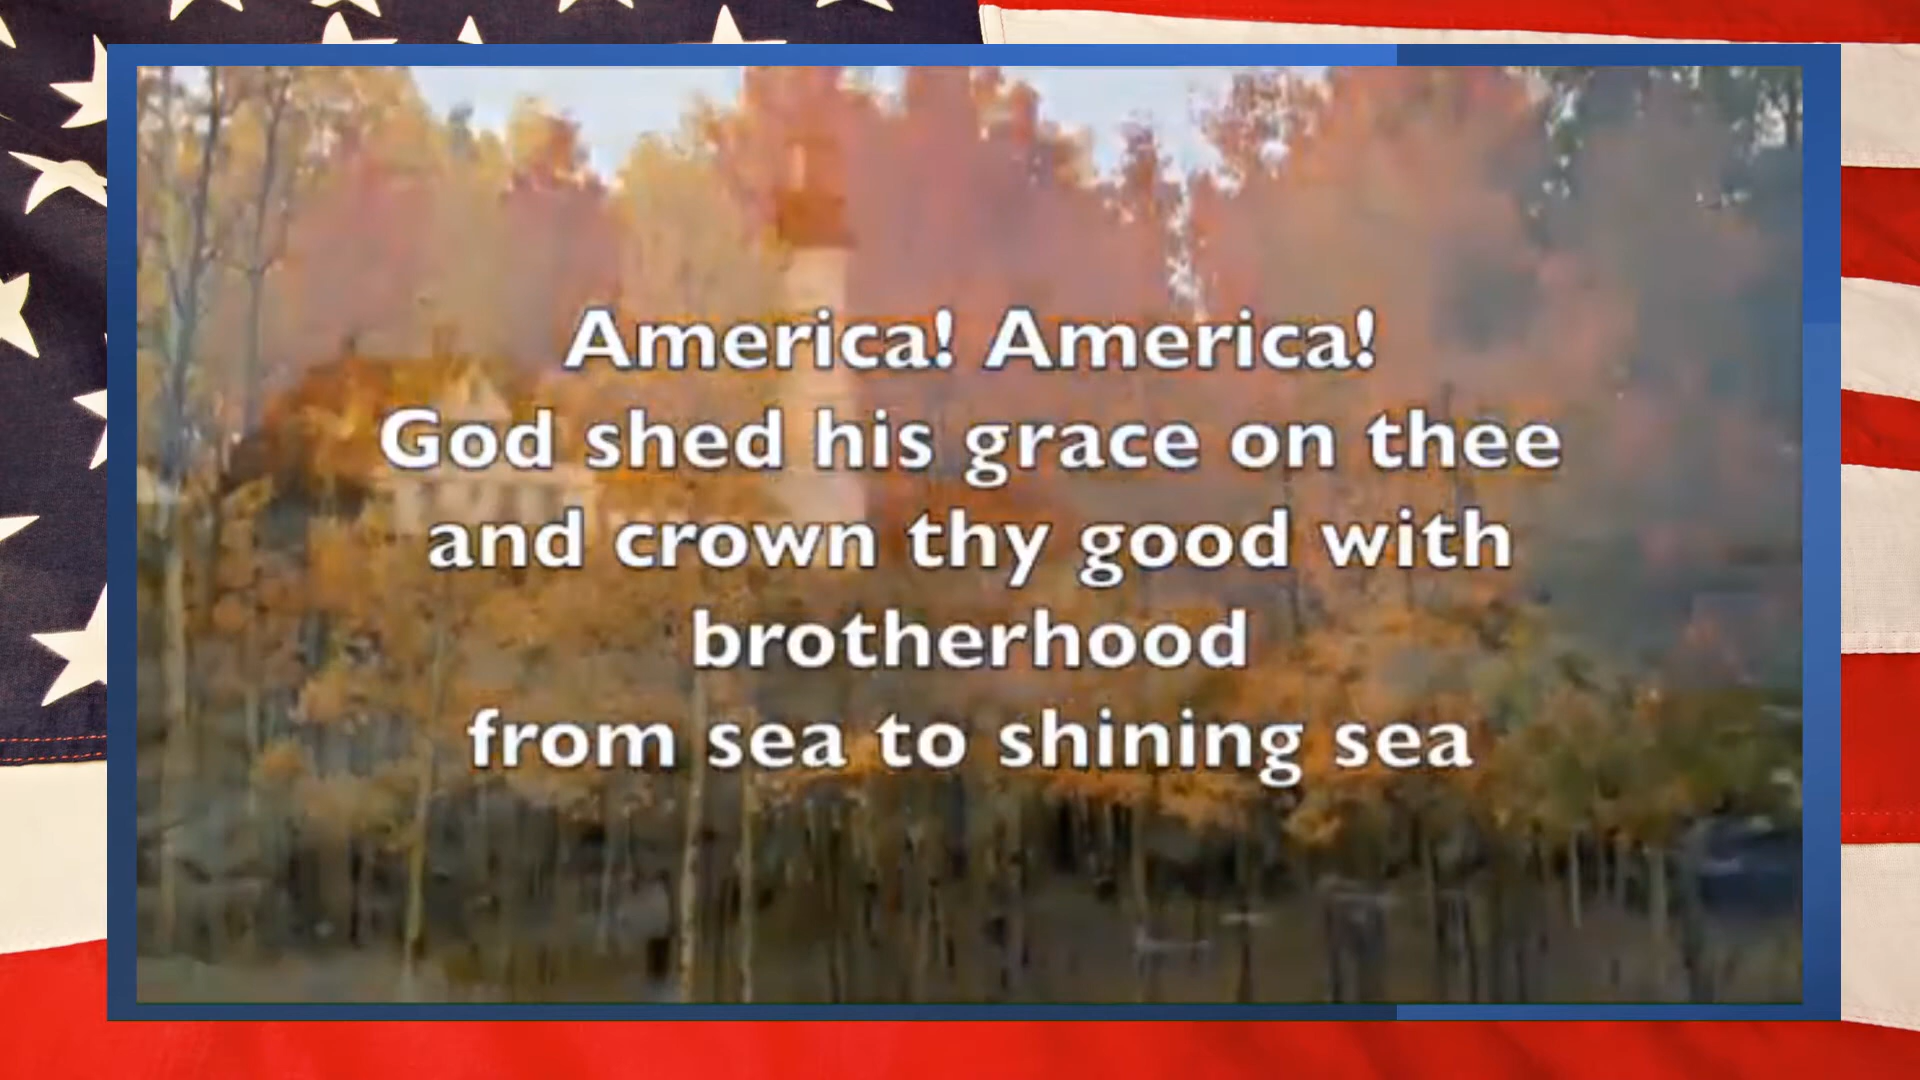 America! America!
God shed his grace on thee
and crown thy good with
brotherhood
from sea to shining sea